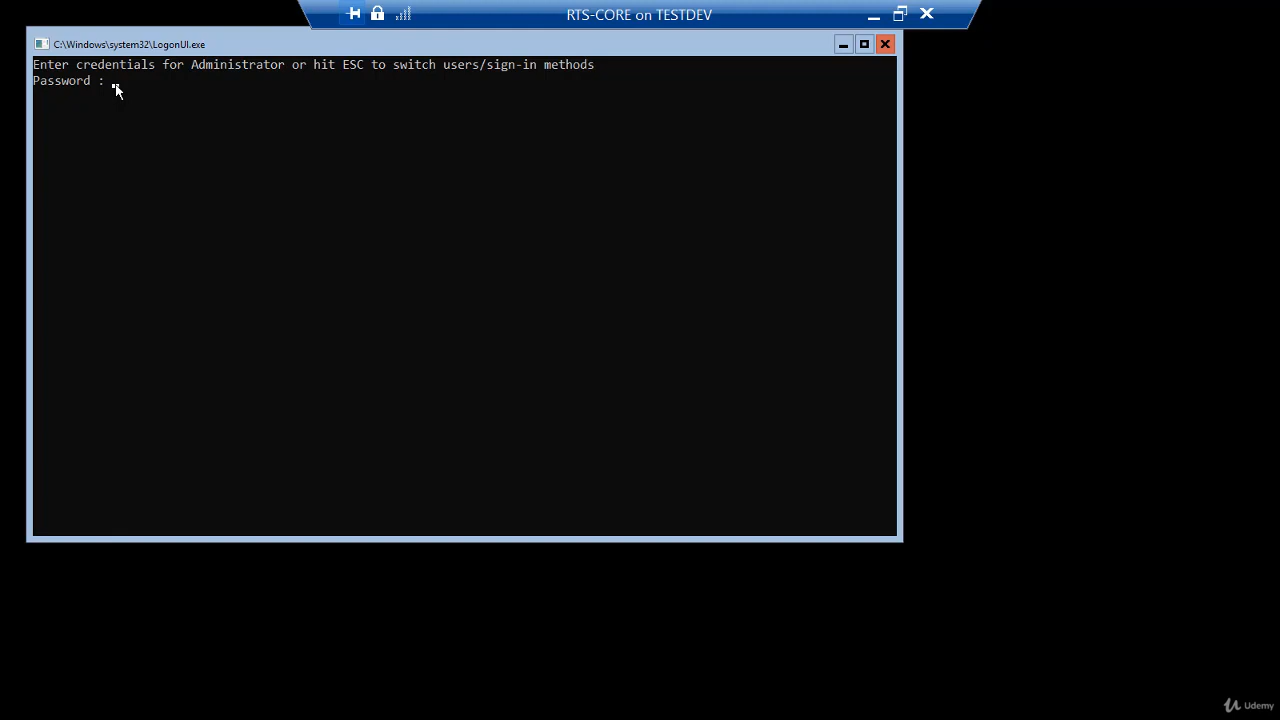 RTS-CORE on TESTDEV
C:\Windows\system32\LogonUI.exe
Enter credentials for Administrator or hit ESC to switch users/sign-in methods
Password :
Udemy